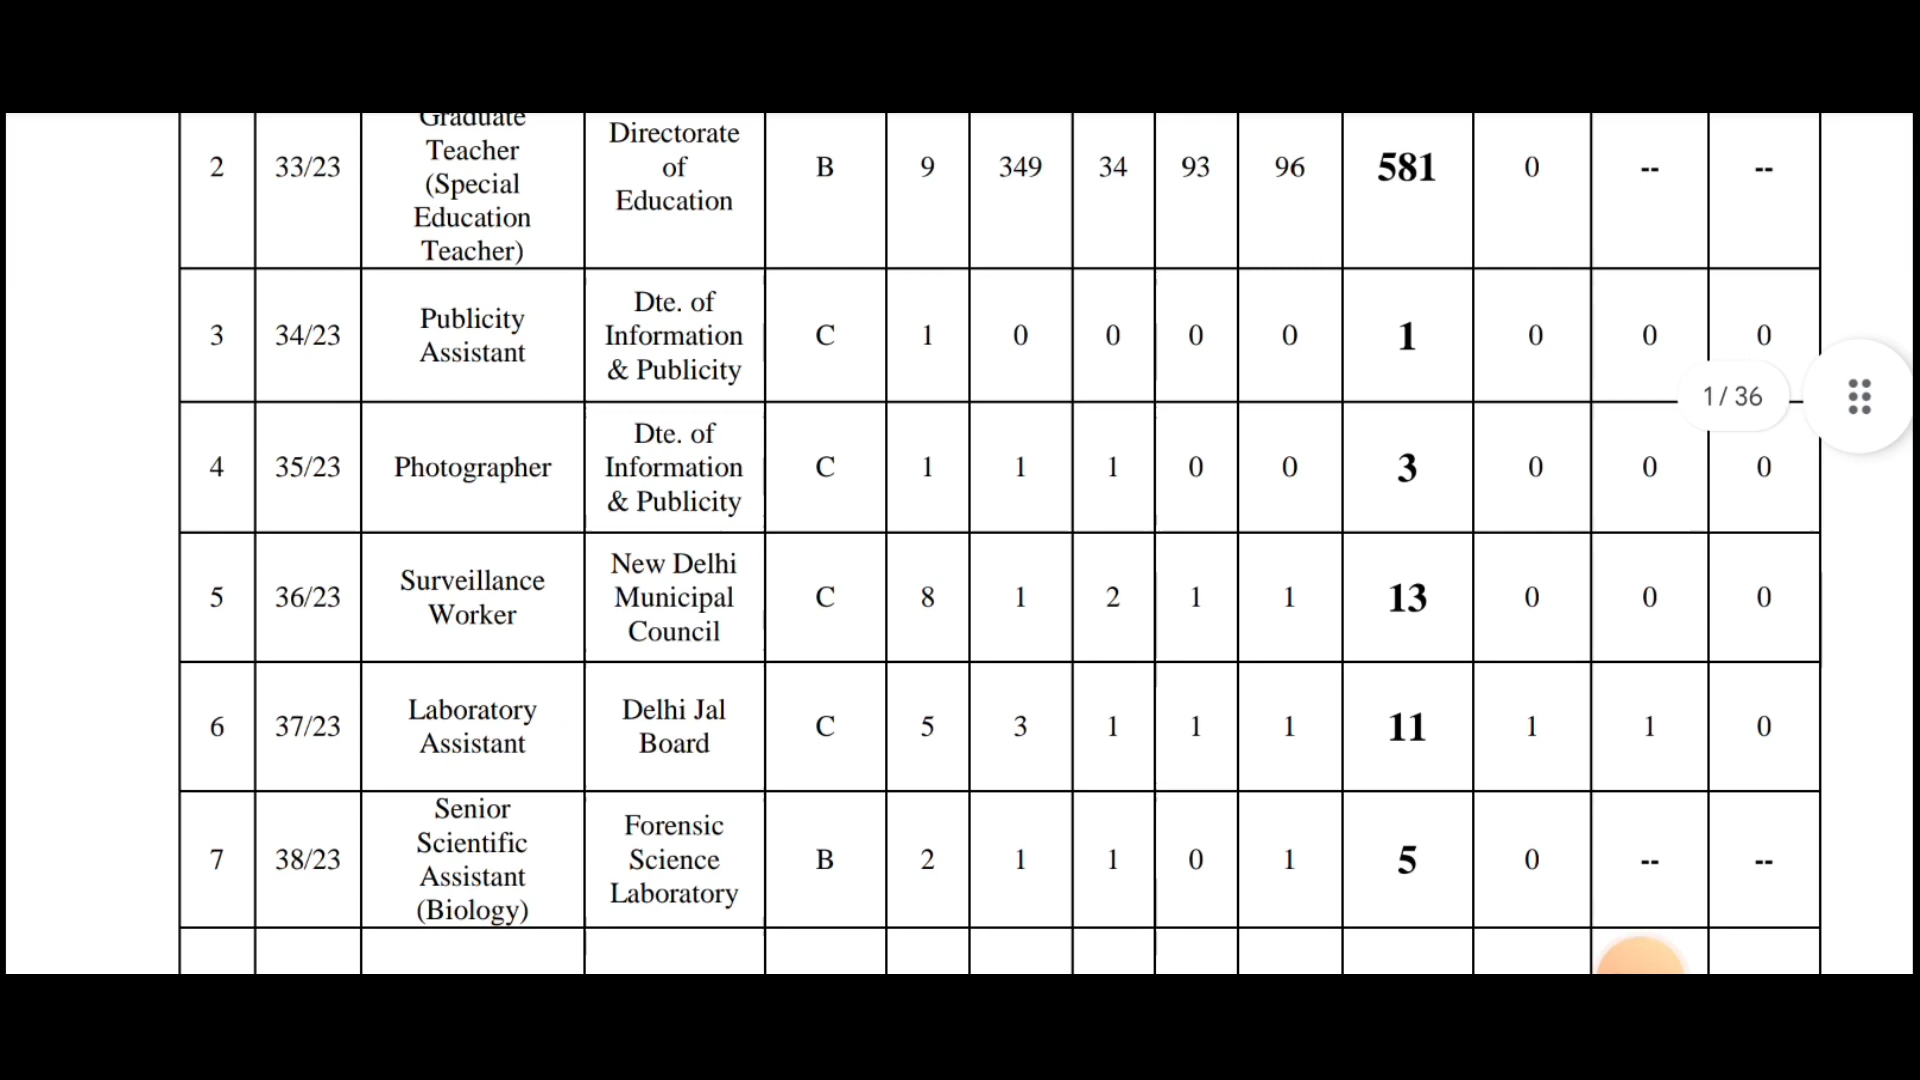 Graduate
Teacher
(Special
Education
Teacher)
2 33/23 Directorate of Education B 9 349 34 93 96 581 0 -- --
3 34/23 Publicity Assistant Dte. of Information & Publicity C 1 0 0 0 0 1 0 0 0
1/36
4 35/23 Photographer Dte. of Information & Publicity C 1 1 1 0 0 3 0 0 0
5 36/23 Surveillance Worker New Delhi Municipal Council C 8 1 2 1 1 13 0 0 0
6 37/23 Laboratory Assistant Delhi Jal Board C 5 3 1 1 1 11 1 1 0
7 38/23 Senior Scientific Assistant (Biology) Forensic Science Laboratory B 2 1 1 0 1 5 0 -- --